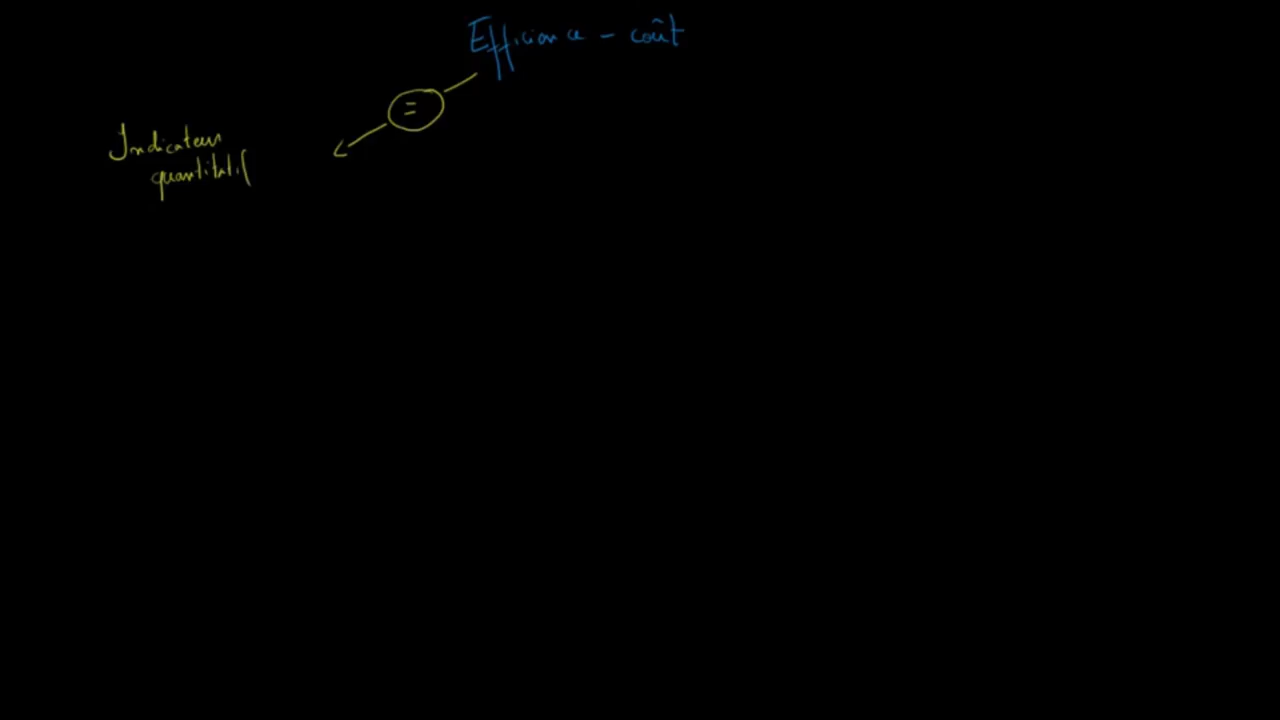 Efficience - coût
=
Indicateur
quantitatif